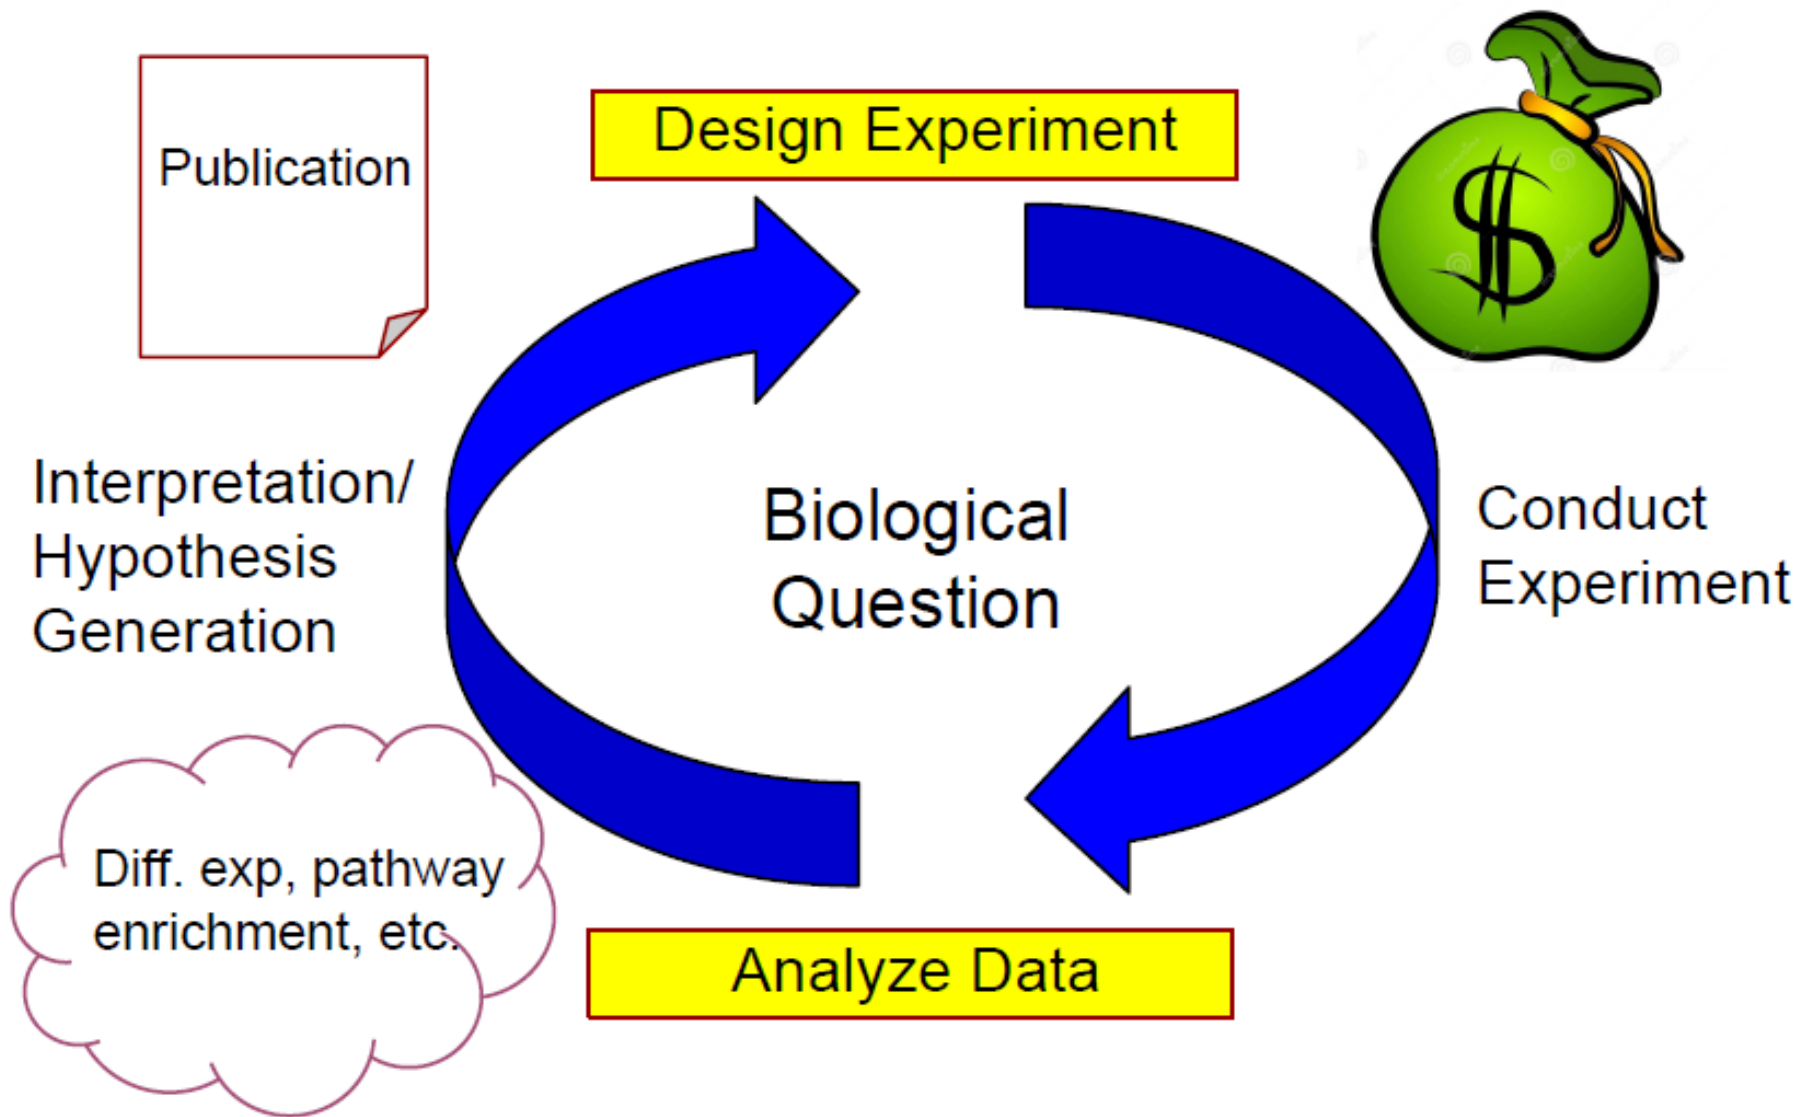 Publication
Design Experiment
$
Interpretation/
Hypothesis
Generation
Biological
Question
Conduct
Experiment
Diff. exp, pathway
enrichment, etc.
Analyze Data